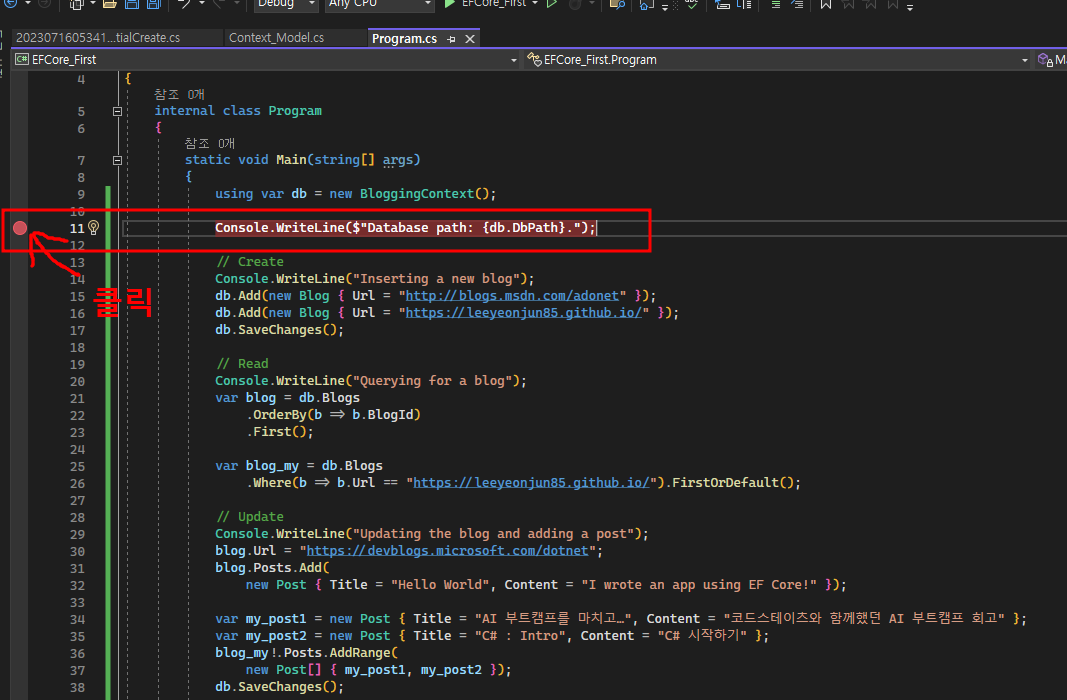 Debug Any CPU EFCore_First
2023071605341...tialCreate.cs Context_Model.cs Program.cs
C# EFCore_First EFCore_First.Program
4 {
참조 0개
5 internal class Program
6 {
참조 0개
7 static void Main(string[] args)
8 {
9 using var db = new BloggingContext();
10
11 Console.WriteLine($"Database path: {db.DbPath}.");
12
13 // Create
클릭
14 Console.WriteLine("Inserting a new blog");
15 db.Add(new Blog { Url = "http://blogs.msdn.com/adonet" });
16 db.Add(new Blog { Url = "https://leeyeonjun85.github.io/" });
17 db.SaveChanges();
18
19 // Read
20 Console.WriteLine("Querying for a blog");
21 var blog = db.Blogs
22 .OrderBy(b => b.BlogId)
23 .First();
24
25 var blog_my = db.Blogs
26 .Where(b => b.Url == "https://leeyeonjun85.github.io/").FirstOrDefault();
27
28 // Update
29 Console.WriteLine("Updating the blog and adding a post");
30 blog.Url = "https://devblogs.microsoft.com/dotnet";
31 blog.Posts.Add(
32 new Post { Title = "Hello World", Content = "I wrote an app using EF Core!" });
33
34 var my_post1 = new Post { Title = "AI 부트캠프를 마치고…", Content = "코드스테이츠와 함께했던 AI 부트캠프 회고" };
35 var my_post2 = new Post { Title = "C# : Intro", Content = "C# 시작하기" };
36 blog_my!.Posts.AddRange(
37 new Post[] { my_post1, my_post2 });
38 db.SaveChanges();